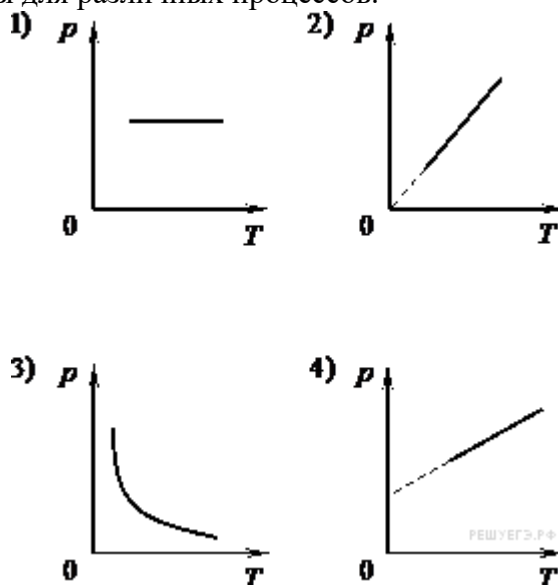 ы для различных процессов.
1) p 2) p
0 T 0 T
3) p 4) p
РЕШУЕГЭ.РФ
0 T 0 T